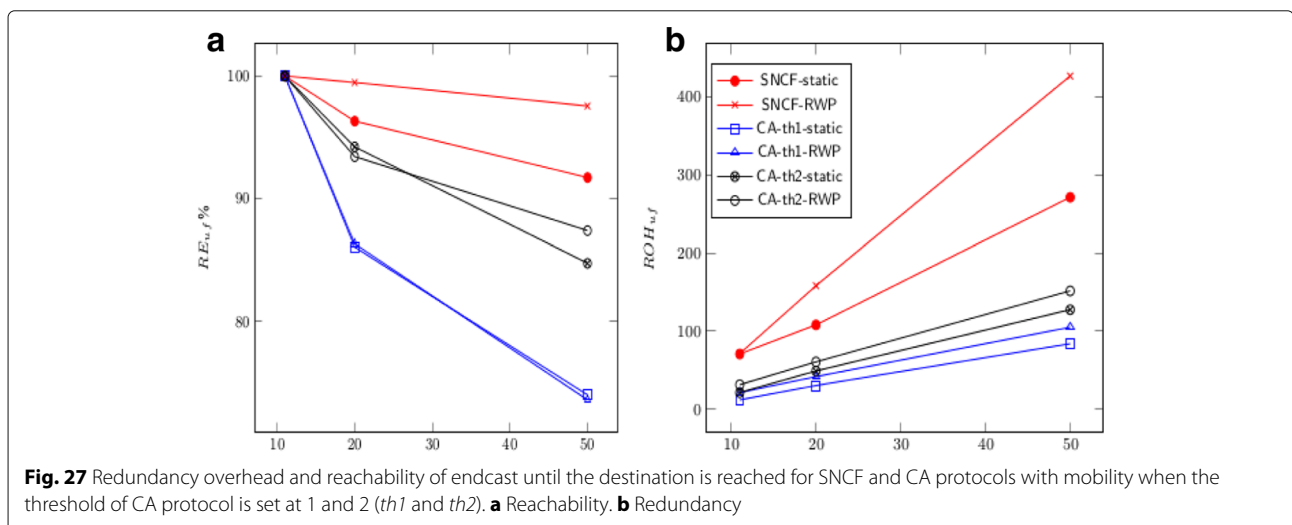 a
b
100
90
80
10
20
30
40
50
RE_{uf} %
400
300
200
100
0
10
20
30
40
50
ROH_{uf}
SNCF-static
SNCF-RWP
CA-th1-static
CA-th1-RWP
CA-th2-static
CA-th2-RWP
Fig. 27 Redundancy overhead and reachability of endcast until the destination is reached for SNCF and CA protocols with mobility when the
threshold of CA protocol is set at 1 and 2 (th1 and th2). a Reachability. b Redundancy